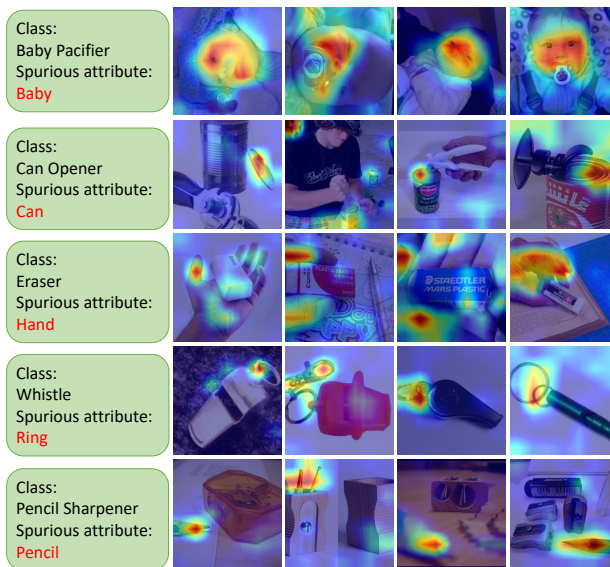 Class:
Baby Pacifier
Spurious attribute:
Baby
Class:
Can Opener
Spurious attribute:
Can
Class:
Eraser
Spurious attribute:
Hand
STAEDTLER
MARS PLASTIC
Class:
Whistle
Spurious attribute:
Ring
Class:
Pencil Sharpener
Spurious attribute:
Pencil